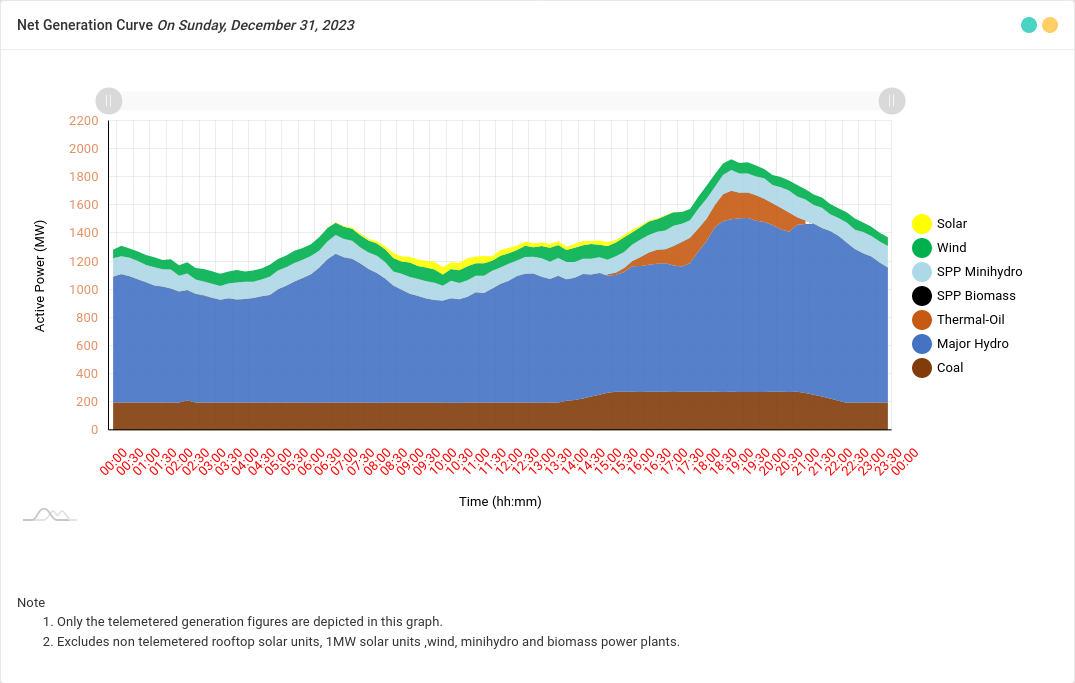 Net Generation Curve On Sunday, December 31, 2023
2200
2000
1800
1600
1400
1200
1000
800
600
400
200
0
Active Power (MW)
Solar
Wind
SPP Minihydro
SPP Biomass
Thermal-Oil
Major Hydro
Coal
00:00 00:30 01:00 01:30 02:00 02:30 03:00 03:30 04:00 04:30 05:00 05:30 06:00 06:30 07:00 07:30 08:00 08:30 09:00 09:30 10:00 10:30 11:00 11:30 12:00 12:30 13:00 13:30 14:00 14:30 15:00 15:30 16:00 16:30 17:00 17:30 18:00 18:30 19:00 19:30 20:00 20:30 21:00 21:30 22:00 22:30 23:00 23:30 00:00
Time (hh:mm)
Note
1. Only the telemetered generation figures are depicted in this graph.
2. Excludes non telemetered rooftop solar units, 1MW solar units ,wind, minihydro and biomass power plants.